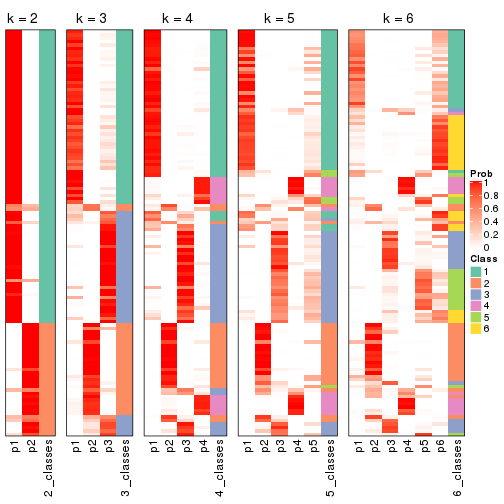 k = 2
k = 3
k = 4
k = 5
k = 6
p1
p2
2_classes
p1
p2
p3
3_classes
p1
p2
p3
p4
4_classes
p1
p2
p3
p4
p5
5_classes
p1
p2
p3
p4
p5
p6
6_classes
Prob
1
0.8
0.6
0.4
0.2
0
Class
1
2
3
4
5
6